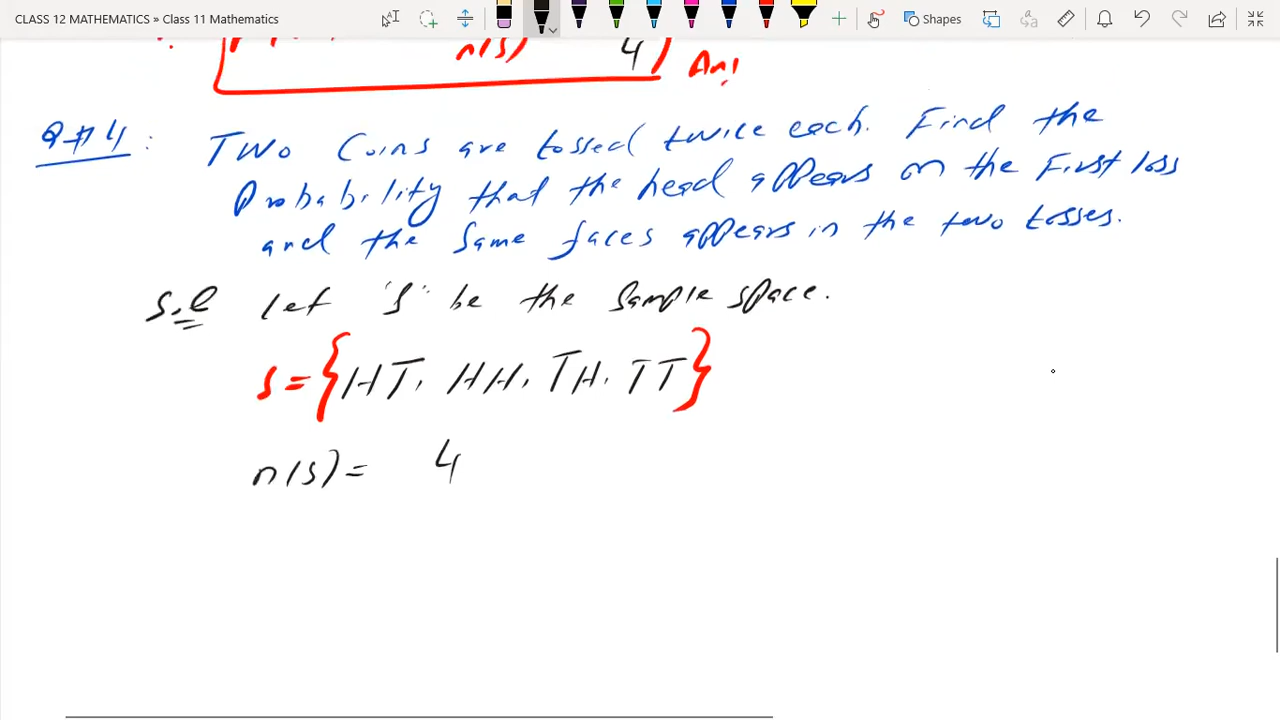 CLASS 12 MATHEMATICS » Class 11 Mathematics
Shapes
n(s) 4
Ans
Q#4: Two Coins are tossed twice each. Find the
Probability that the head appears on the First toss
and the same faces appears in the two tosses.
Sol Let 'S' be the sample space.
S={HT, HH, TH, TT}
n(s)= 4